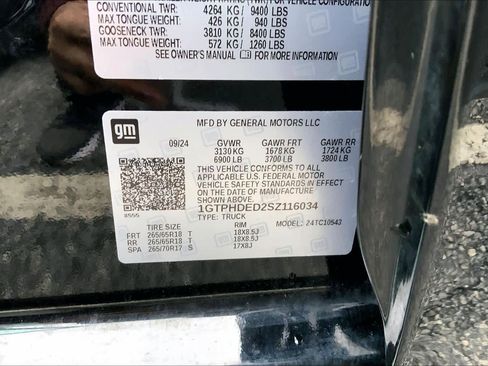 CONVENTIONAL TWR: 4264 KG / 9400 LBS
MAX TONGUE WT: 426 KG / 940 LBS
GOOSENECK TWR: 3810 KG / 8400 LBS
MAX TONGUE WT: 572 KG / 1260 LBS
SEE OWNER'S MANUAL FOR MORE INFORMATION
gm
MFD BY GENERAL MOTORS LLC
09/24 GVWR GAWR FRT GAWR RR
3130 KG 1678 KG 1724 KG
6900 LB 3700 LB 3800 LB
THIS VEHICLE CONFORMS TO ALL
APPLICABLE U.S. FEDERAL MOTOR
VEHICLE SAFETY STANDARDS IN EFFECT
ON THE DATE OF MANUFACTURE SHOWN ABOVE.
1GTPHDED2SZ116034
TYPE: TRUCK
TIRE SIZE RIM 24TC10543
FRT 265/65R18 T 18X8.5J
RR 265/65R18 T 18X8.5J
SPA 265/70R17 S 17X8J